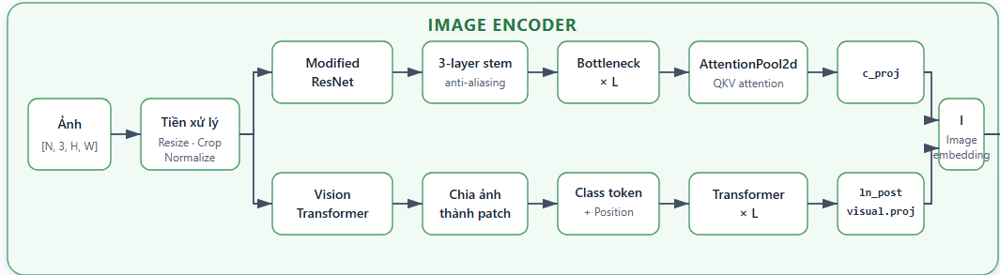 IMAGE ENCODER
Ảnh
[N, 3, H, W]
Tiền xử lý
Resize · Crop
Normalize
Modified
ResNet
3-layer stem
anti-aliasing
Bottleneck
× L
AttentionPool2d
QKV attention
c_proj
Vision
Transformer
Chia ảnh
thành patch
Class token
+ Position
Transformer
× L
ln_post
visual.proj
I
Image
embedding